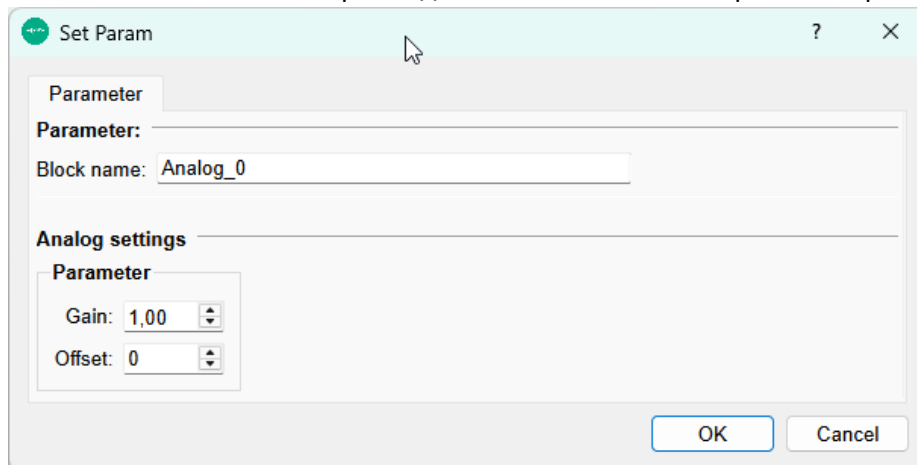 Set Param ?
Parameter
Parameter:
Block name: Analog_0
Analog settings
Parameter
Gain: 1,00
Offset: 0
OK Cancel